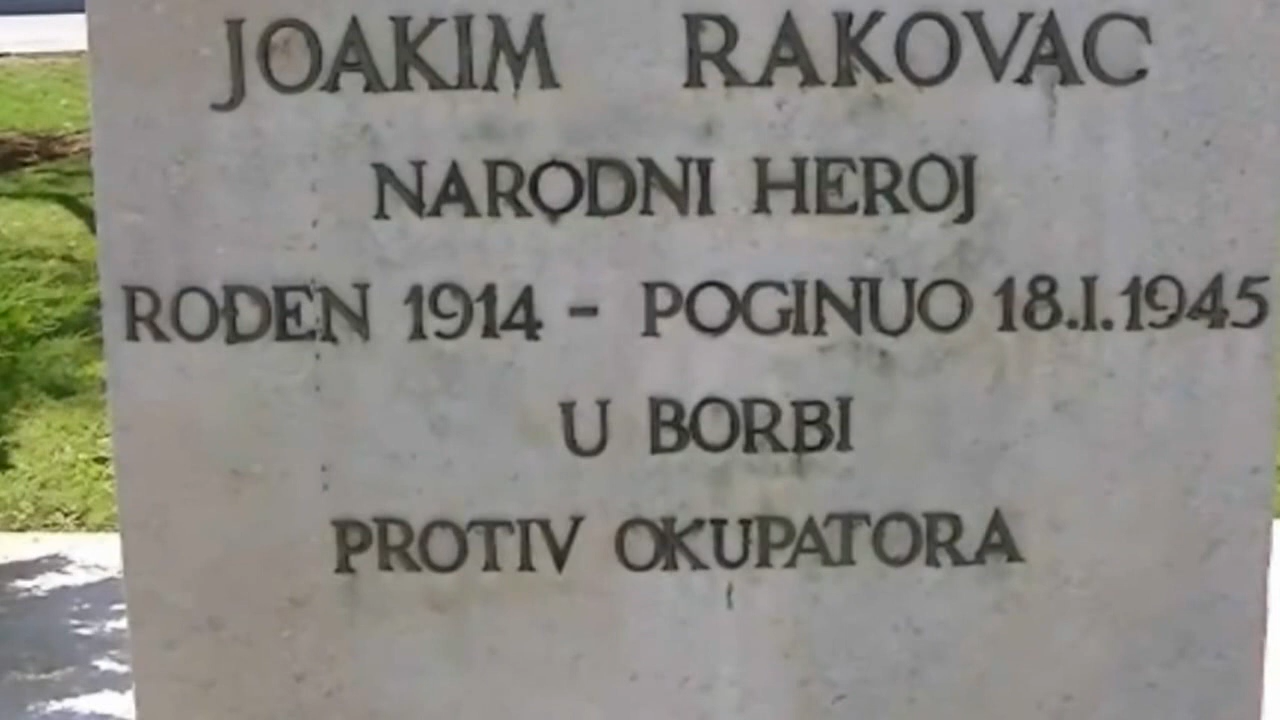 JOAKIM RAKOVAC
NARODNI HEROJ
ROĐEN 1914 - POGINUO 18.I.1945
U BORBI
PROTIV OKUPATORA